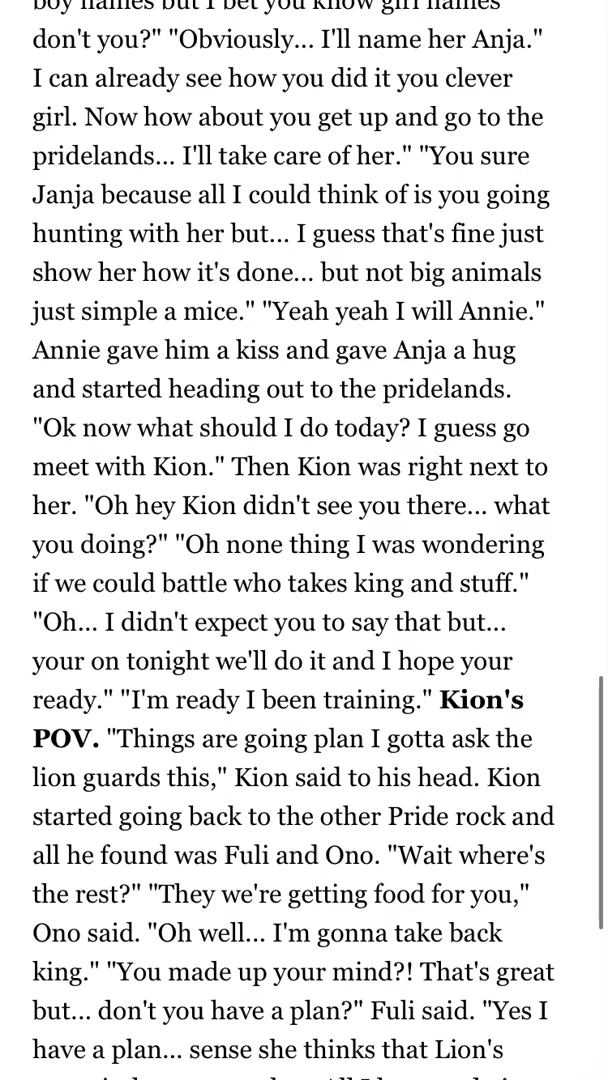 boy names but I bet you know girl names
don't you?" "Obviously... I'll name her Anja."
I can already see how you did it you clever
girl. Now how about you get up and go to the
pridelands... I'll take care of her." "You sure
Janja because all I could think of is you going
hunting with her but... I guess that's fine just
show her how it's done... but not big animals
just simple a mice." "Yeah yeah I will Annie."
Annie gave him a kiss and gave Anja a hug
and started heading out to the pridelands.
"Ok now what should I do today? I guess go
meet with Kion." Then Kion was right next to
her. "Oh hey Kion didn't see you there... what
you doing?" "Oh none thing I was wondering
if we could battle who takes king and stuff."
"Oh... I didn't expect you to say that but...
your on tonight we'll do it and I hope your
ready." "I'm ready I been training." Kion's
POV. "Things are going plan I gotta ask the
lion guards this," Kion said to his head. Kion
started going back to the other Pride rock and
all he found was Fuli and Ono. "Wait where's
the rest?" "They we're getting food for you,"
Ono said. "Oh well... I'm gonna take back
king." "You made up your mind?! That's great
but... don't you have a plan?" Fuli said. "Yes I
have a plan... sense she thinks that Lion's